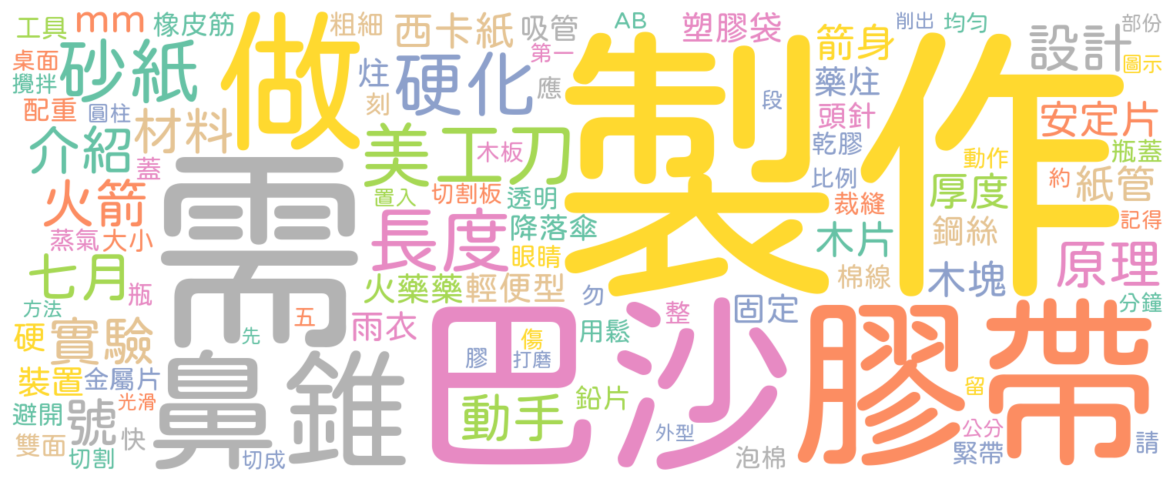 工具 mm 橡皮筋 做 粗細 西卡紙 吸管 AB 塑膠袋 箭身 削出 均勻 設計 部份
桌面 砂紙 炷 硬化 第一 製作 藥炷 圖示
攪拌 配重 圓柱 材料 刻 應 段 頭針 安定片
介紹 蓋 美工刀 木板 乾膠 動作 瓶蓋
火箭 需 置入 切割板 透明 比例 厚度 約 紙管
蒸氣 大小 長度 降落傘 裁縫 鋼絲 記得
七月 瓶 眼睛 木片 原理
方法 火藥藥 輕便型 勿 棉線 木塊 分鐘
硬 實驗 先 五 雨衣 巴沙 傷 用鬆 整 固定 膠帶
裝置 金屬片 鼻錐 膠 打磨
避開 號 光滑 動手 鉛片 留
雙面 快 外型 公分 請
切割 切成 泡棉 緊帶